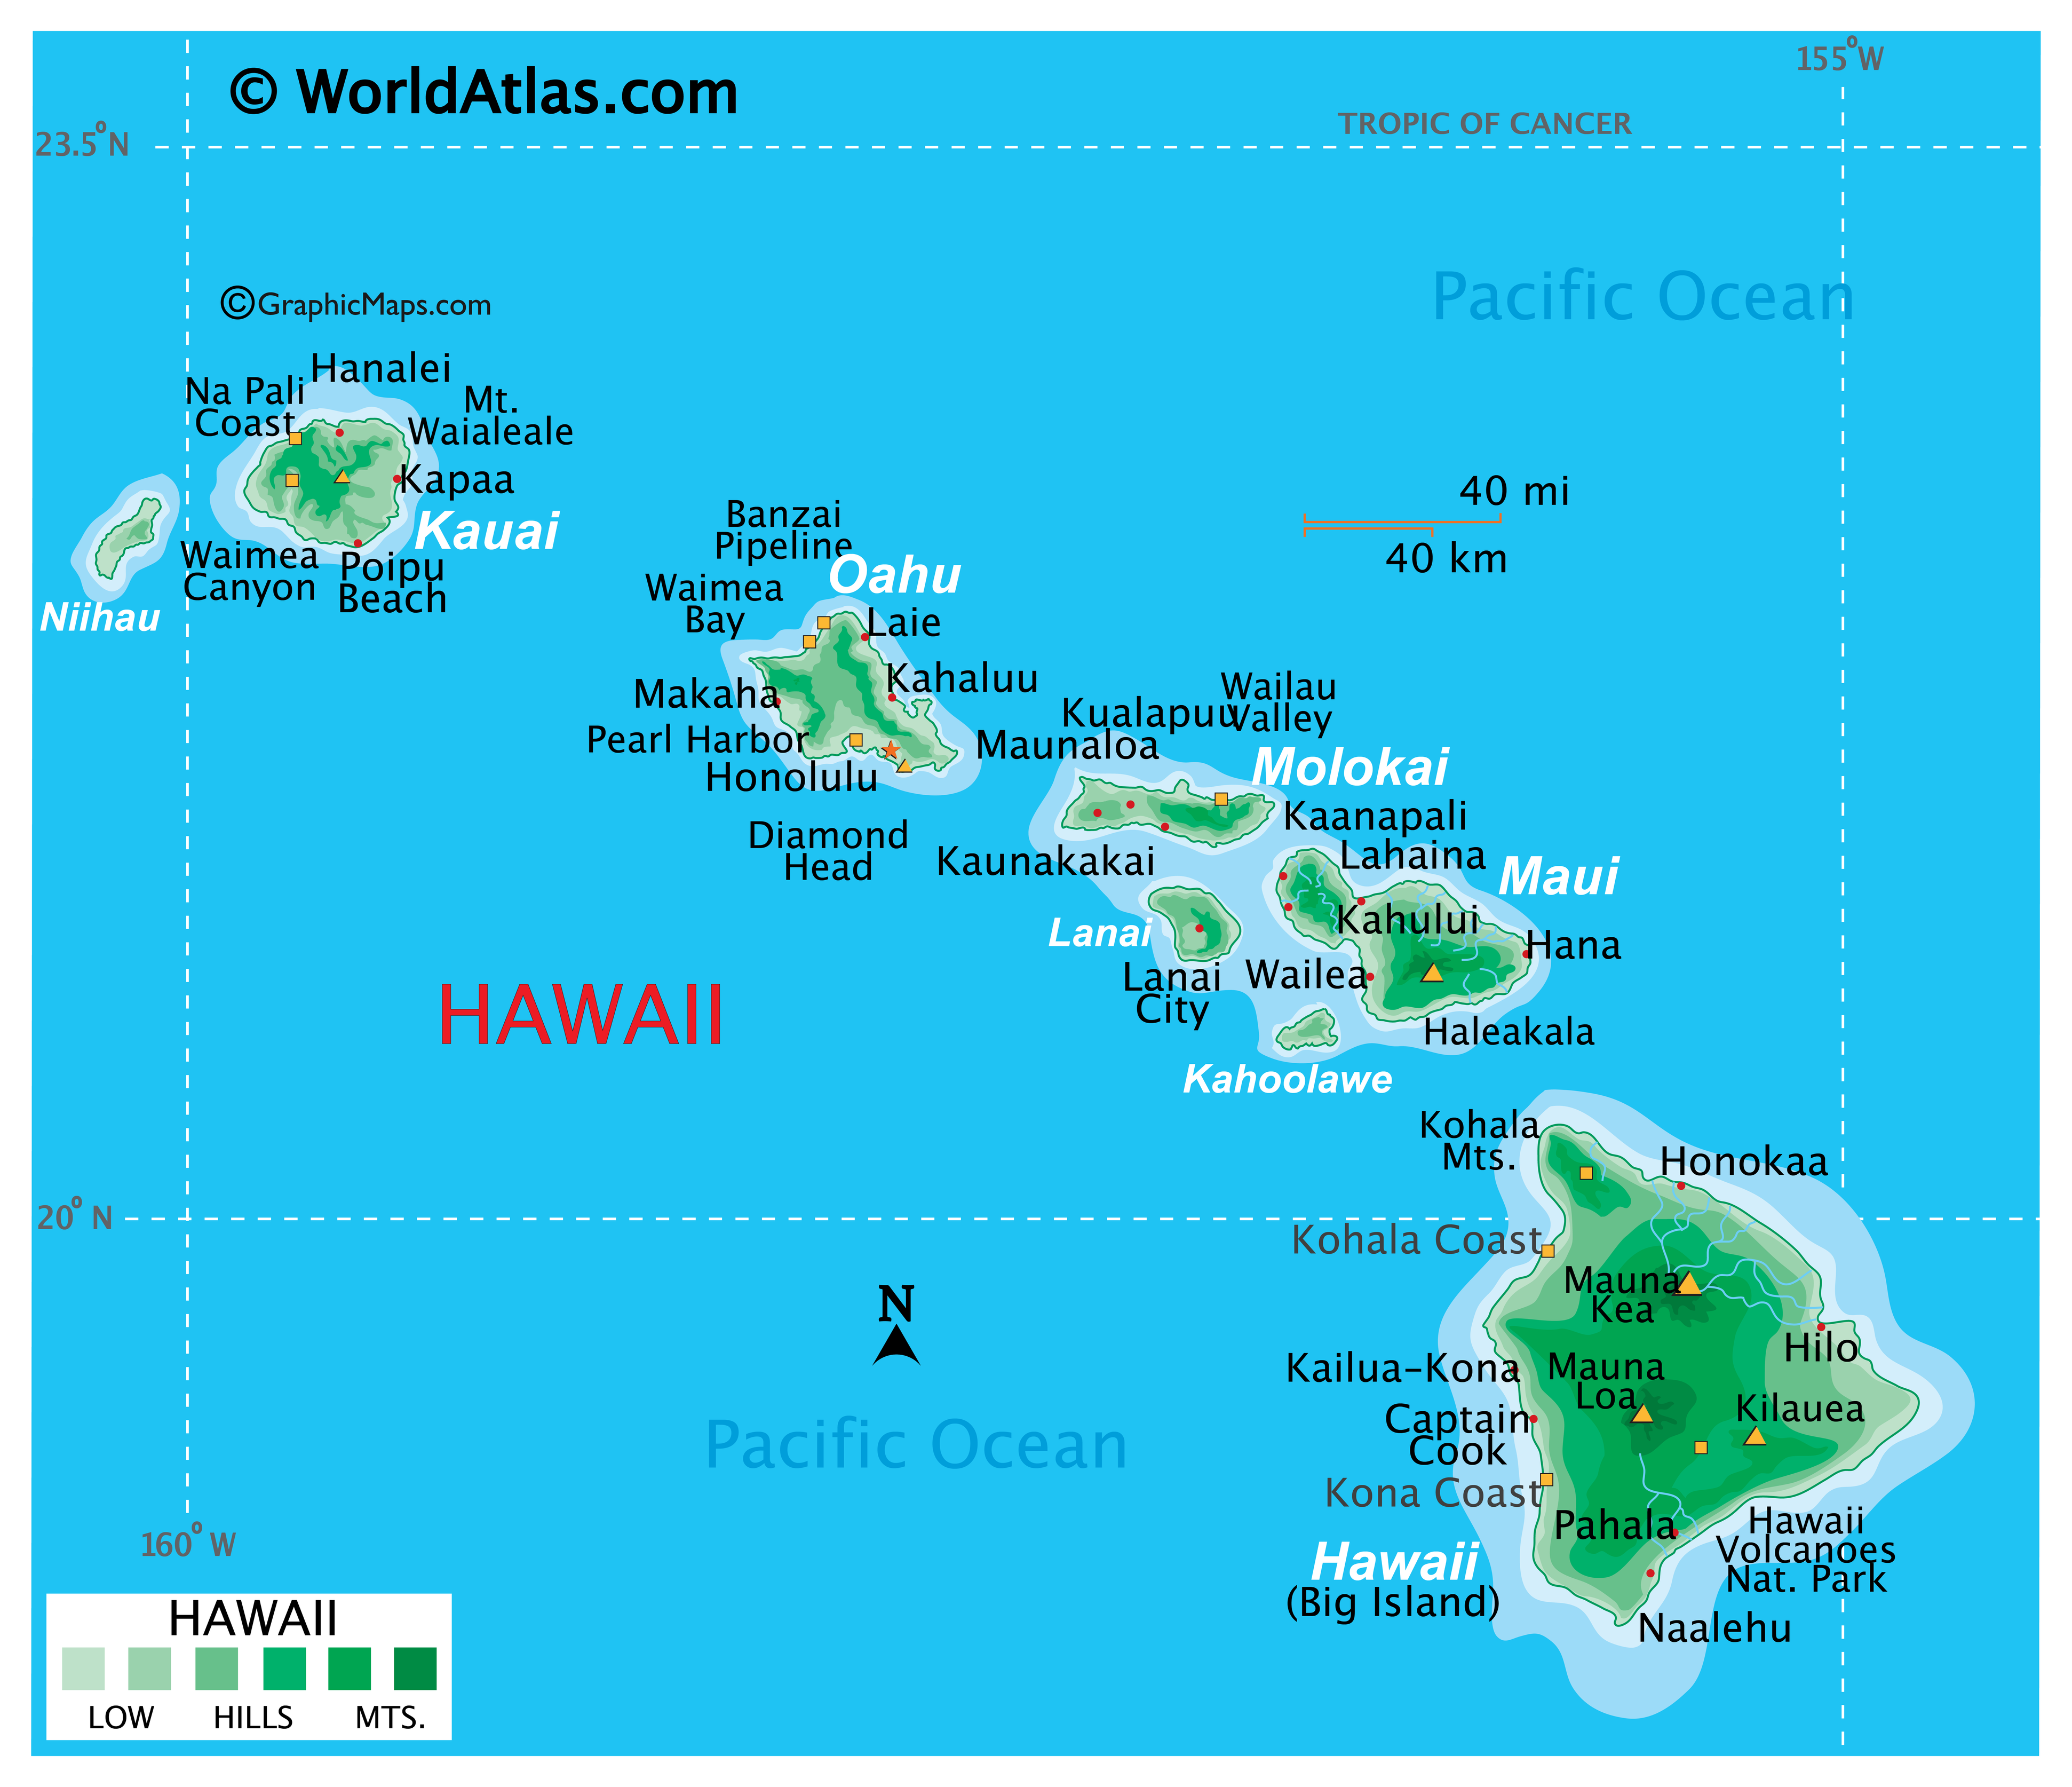 155°W
© WorldAtlas.com
TROPIC OF CANCER
23.5°N
Pacific Ocean
©GraphicMaps.com
Hanalei
Na Pali
Coast
Mt.
Waialeale
Kapaa
Kauai
Waimea
Canyon
Poipu
Beach
Niihau
40 mi
40 km
Banzai
Pipeline
Oahu
Waimea
Bay
Laie
Kahaluu
Makaha
Pearl Harbor
Honolulu
Diamond
Head
Wailau
Valley
Kualapuu
Maunaloa
Molokai
Kaunakakai
Kaanapali
Lahaina
Maui
Kahului
Hana
Lanai
Lanai
City
Wailea
Haleakala
Kahoolawe
HAWAII
Kohala
Mts.
Honokaa
20° N
Kohala Coast
Mauna
Kea
N
Hilo
Kailua-Kona
Mauna
Loa
Kilauea
Captain
Cook
Kona Coast
Pacific Ocean
Pahala
Hawaii
Volcanoes
Nat. Park
Hawaii
(Big Island)
Naalehu
160° W
HAWAII
LOW HILLS MTS.